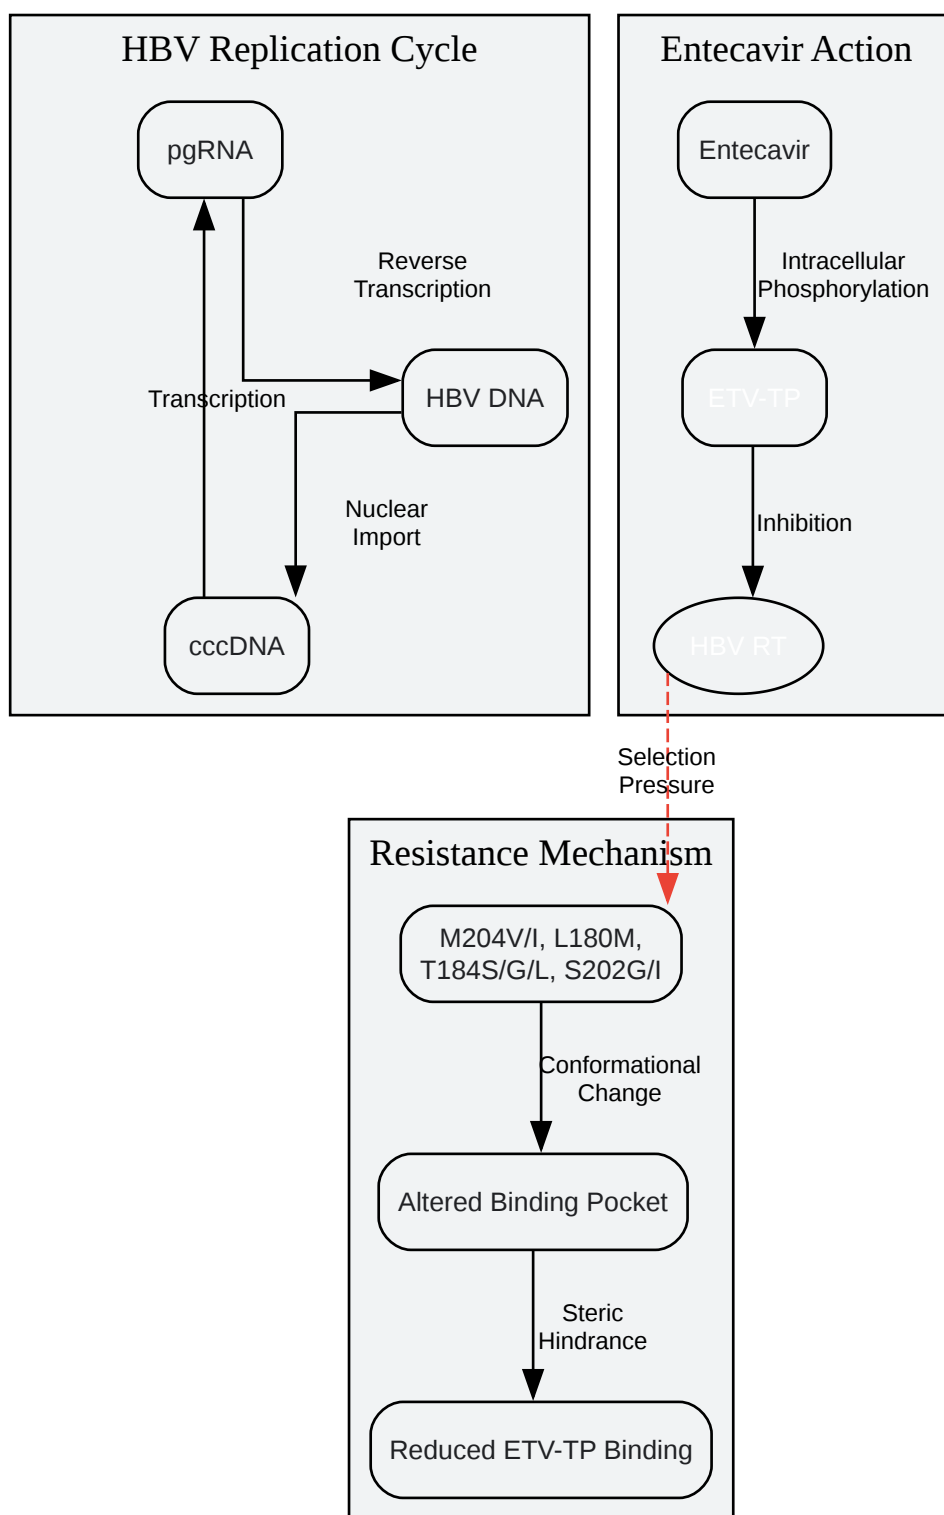 HBV Replication Cycle
pgRNA
Reverse
Transcription
HBV DNA
Transcription
Nuclear
Import
cccDNA
Entecavir Action
Entecavir
Intracellular
Phosphorylation
ETV-TP
Inhibition
HBV RT
Selection
Pressure
Resistance Mechanism
M204V/I, L180M,
T184S/G/L, S202G/I
Conformational
Change
Altered Binding Pocket
Steric
Hindrance
Reduced ETV-TP Binding